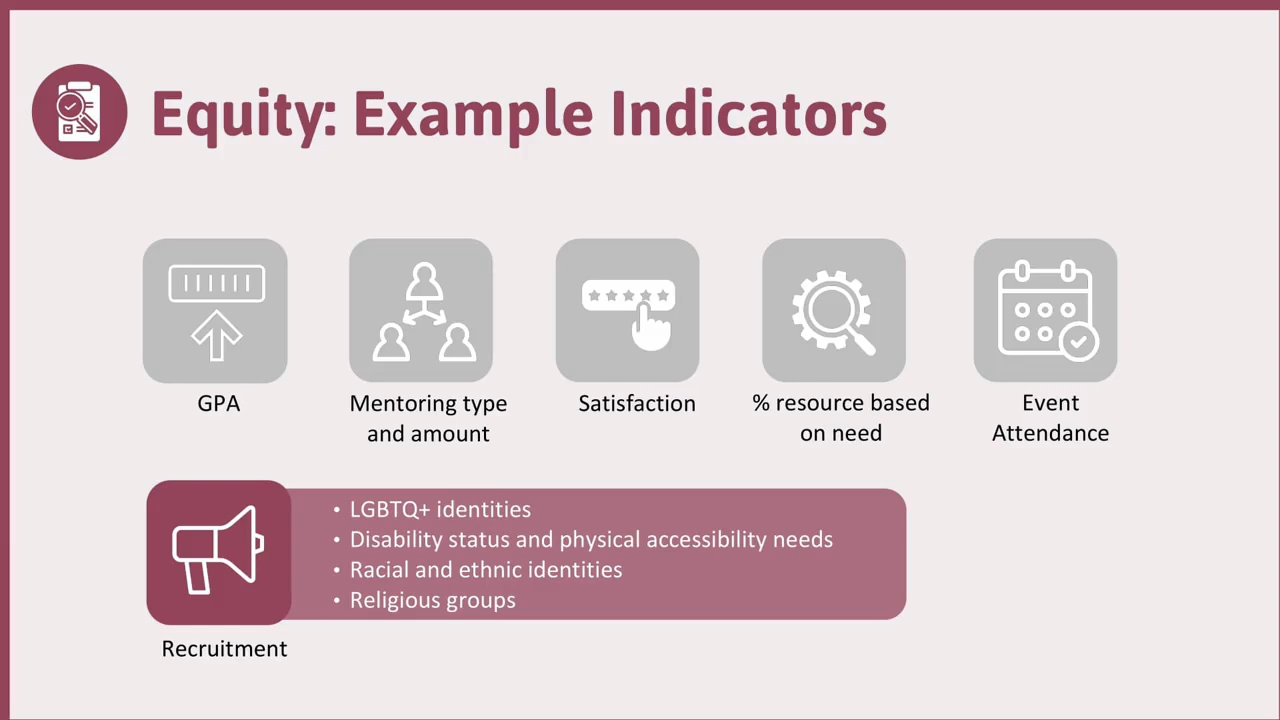 Equity: Example Indicators
GPA
Mentoring type
and amount
Satisfaction
% resource based
on need
Event
Attendance
• LGBTQ+ identities
• Disability status and physical accessibility needs
• Racial and ethnic identities
• Religious groups
Recruitment